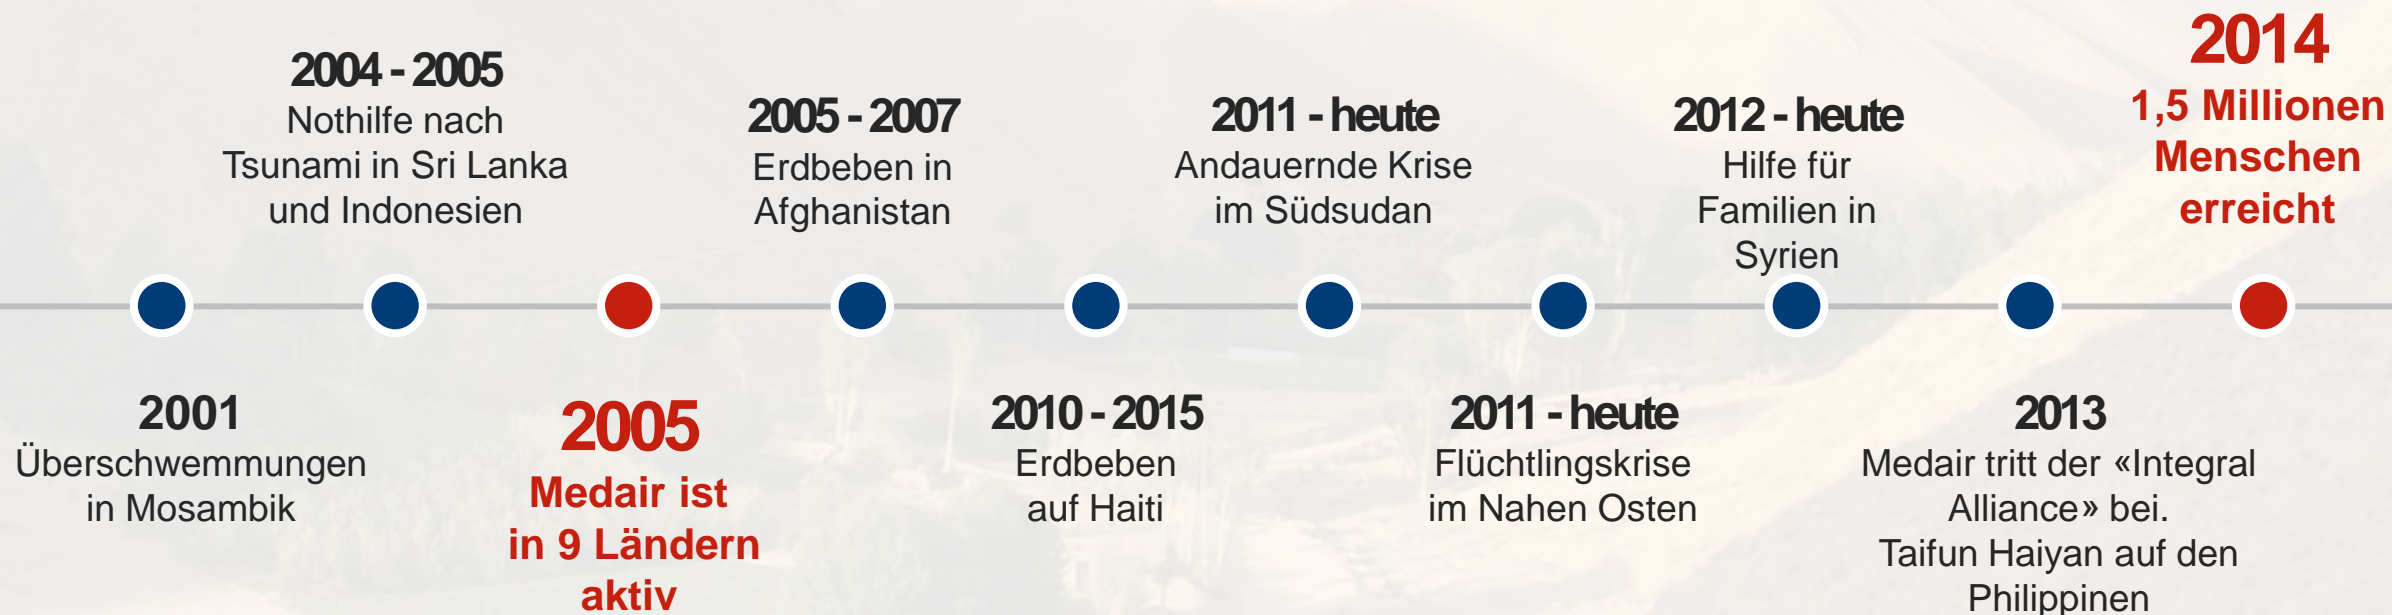 2001
Überschwemmungen
in Mosambik
2004 - 2005
Nothilfe nach
Tsunami in Sri Lanka
und Indonesien
2005
Medair ist
in 9 Ländern
aktiv
2005 - 2007
Erdbeben in
Afghanistan
2010 - 2015
Erdbeben
auf Haiti
2011 - heute
Andauernde Krise
im Südsudan
2011 - heute
Flüchtlingskrise
im Nahen Osten
2012 - heute
Hilfe für
Familien in
Syrien
2013
Medair tritt der «Integral
Alliance» bei.
Taifun Haiyan auf den
Philippinen
2014
1,5 Millionen
Menschen
erreicht